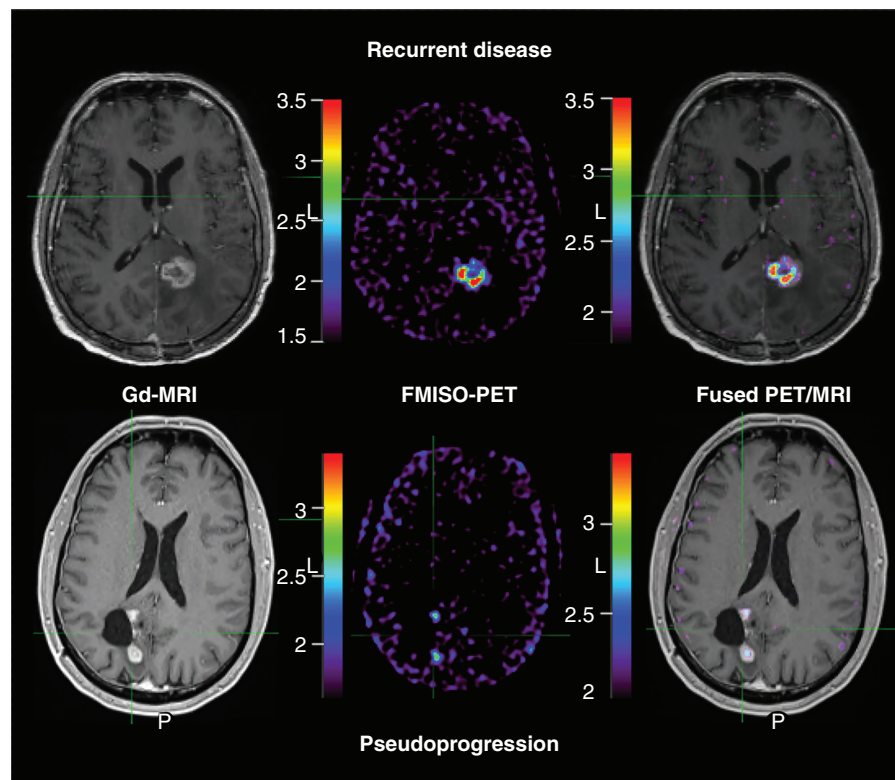 Recurrent disease
3.5
3
2.5
L
2
1.5
3.5
3
2.5
L
2
Gd-MRI
FMISO-PET
Fused PET/MRI
3
L
2.5
2
3
L
2.5
2
P
P
Pseudoprogression